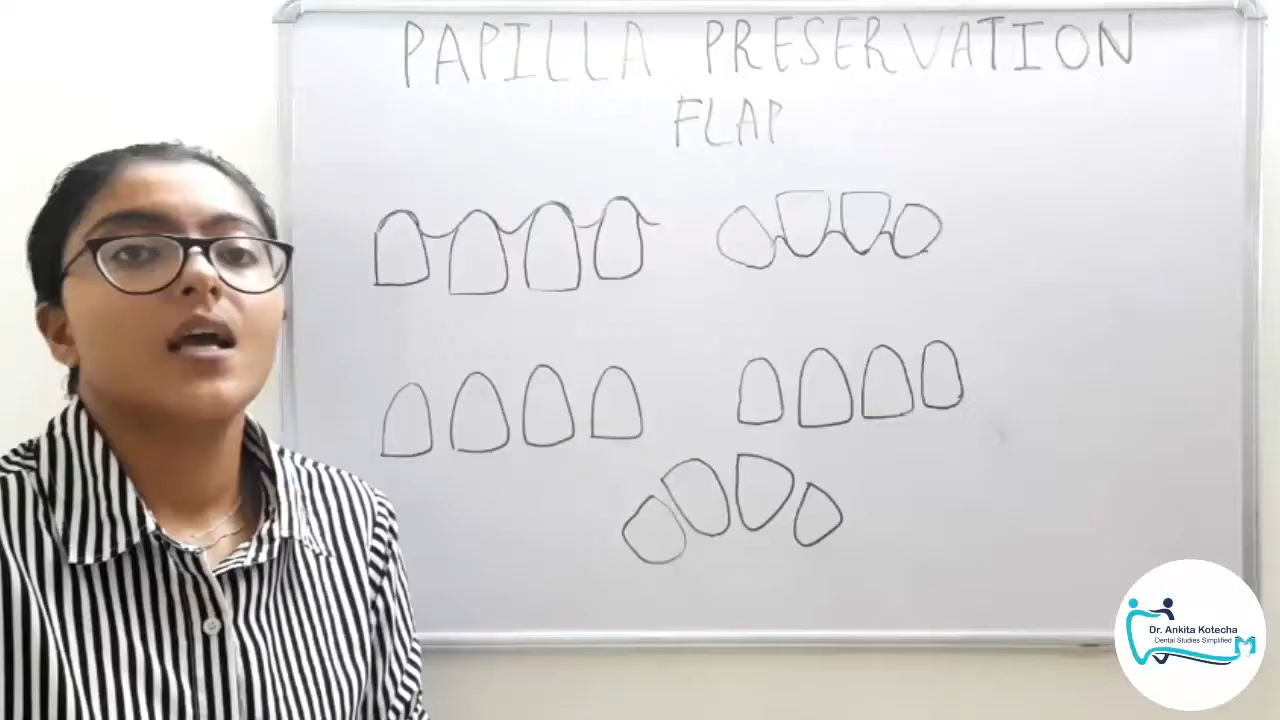 PAPILLA PRESERVATION
FLAP
Dr. Ankita Kotecha
Dental Studies Simplified